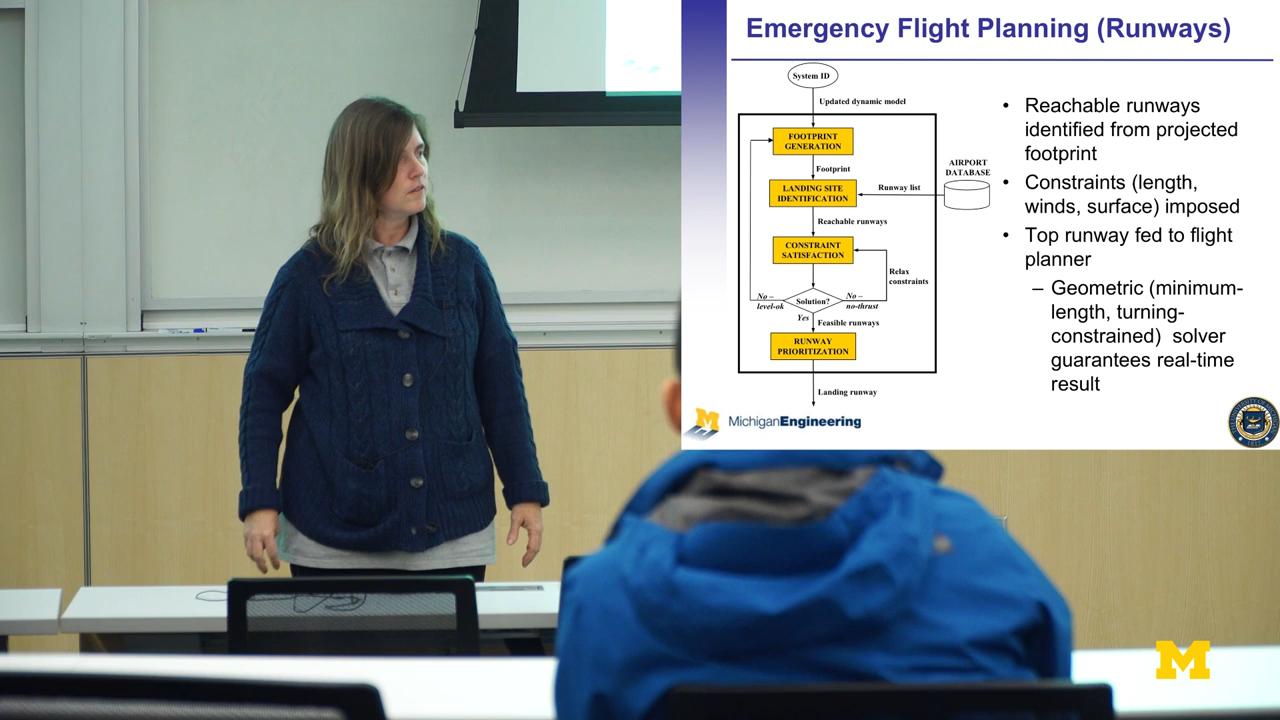 Emergency Flight Planning (Runways)
System ID
Updated dynamic model
FOOTPRINT
GENERATION
Footprint
LANDING SITE
IDENTIFICATION
Runway list
AIRPORT
DATABASE
Reachable runways
CONSTRAINT
SATISFACTION
Relax
constraints
Solution?
No –
level-ok
No –
no-thrust
Yes
Feasible runways
RUNWAY
PRIORITIZATION
Landing runway
• Reachable runways
identified from projected
footprint
• Constraints (length,
winds, surface) imposed
• Top runway fed to flight
planner
– Geometric (minimum-
length, turning-
constrained) solver
guarantees real-time
result
M
MichiganEngineering
M